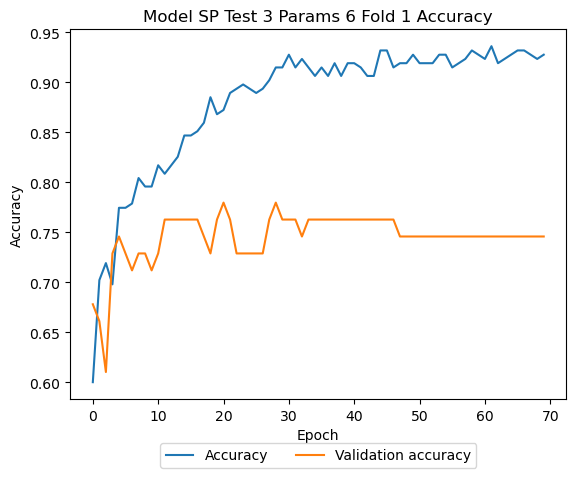 Model SP Test 3 Params 6 Fold 1 Accuracy
0.95
0.90
0.85
0.80
0.75
0.70
0.65
0.60
Accuracy
0 10 20 30 40 50 60 70
Epoch
Accuracy Validation accuracy